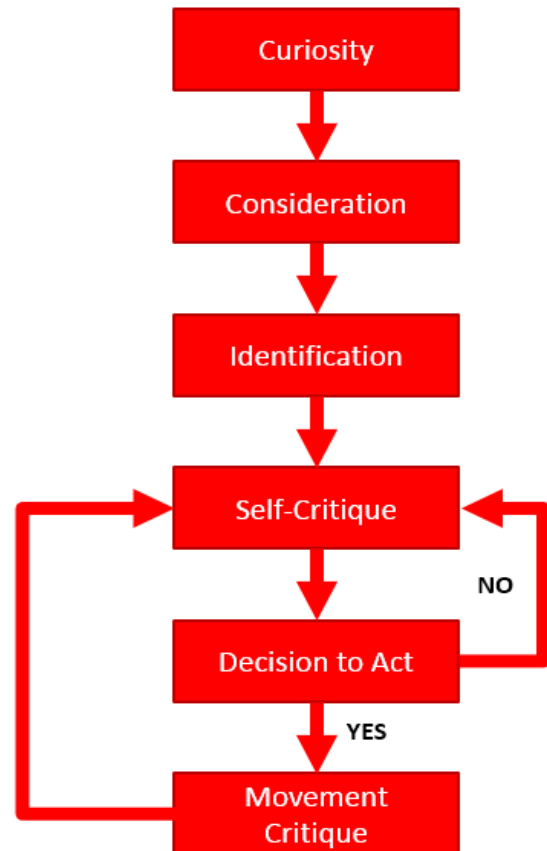 Curiosity
Consideration
Identification
Self-Critique
NO
Decision to Act
YES
Movement
Critique